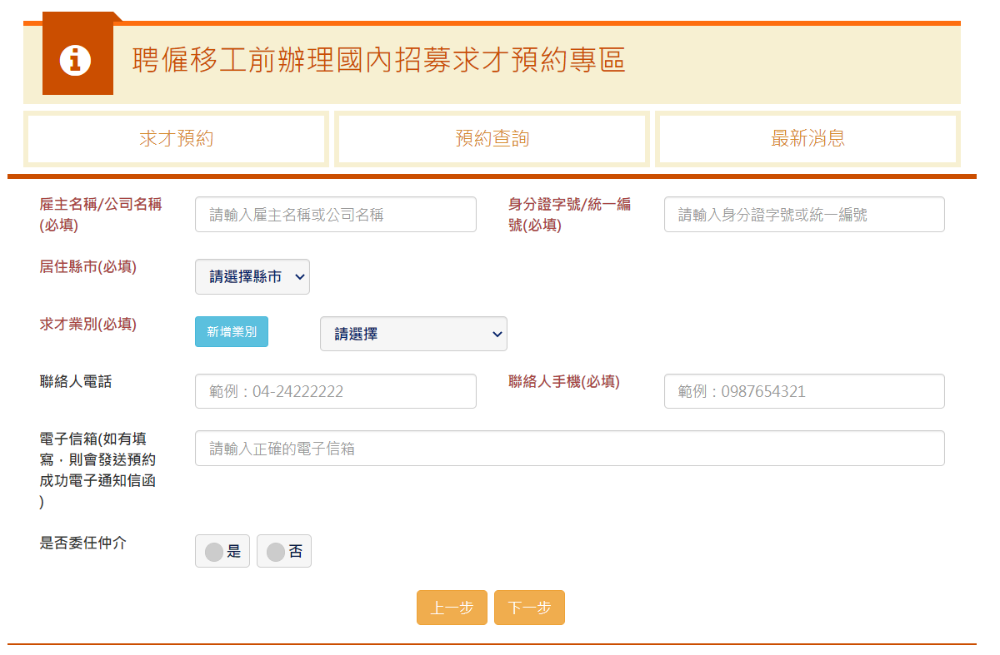 聘僱移工前辦理國內招募求才預約專區
求才預約
預約查詢
最新消息
雇主名稱/公司名稱
(必填)
請輸入雇主名稱或公司名稱
身分證字號/統一編
號(必填)
請輸入身分證字號或統一編號
居住縣市(必填)
請選擇縣市
求才業別(必填)
新增業別
請選擇
聯絡人電話
範例：04-24222222
聯絡人手機(必填)
範例：0987654321
電子信箱(如有填
寫，則會發送預約
成功電子通知信函
)
請輸入正確的電子信箱
是否委任仲介
是
否
上一步
下一步